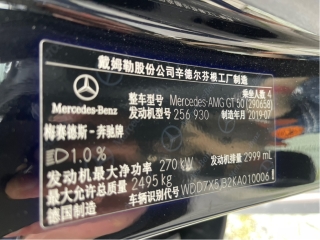 戴姆勒股份公司辛德尔芬根工厂制造
乘坐人数 4
整车型号 Mercedes-AMG GT 50 (290658)
Mercedes-Benz
发动机型号 256 930 制造年月 2019-07
梅赛德斯－奔驰牌
1.0 %
发动机最大净功率 270 kW 发动机排量 2999 mL
最大允许总质量 2495 kg
车辆识别代号 WDD7X5JB2KA010006
德国制造